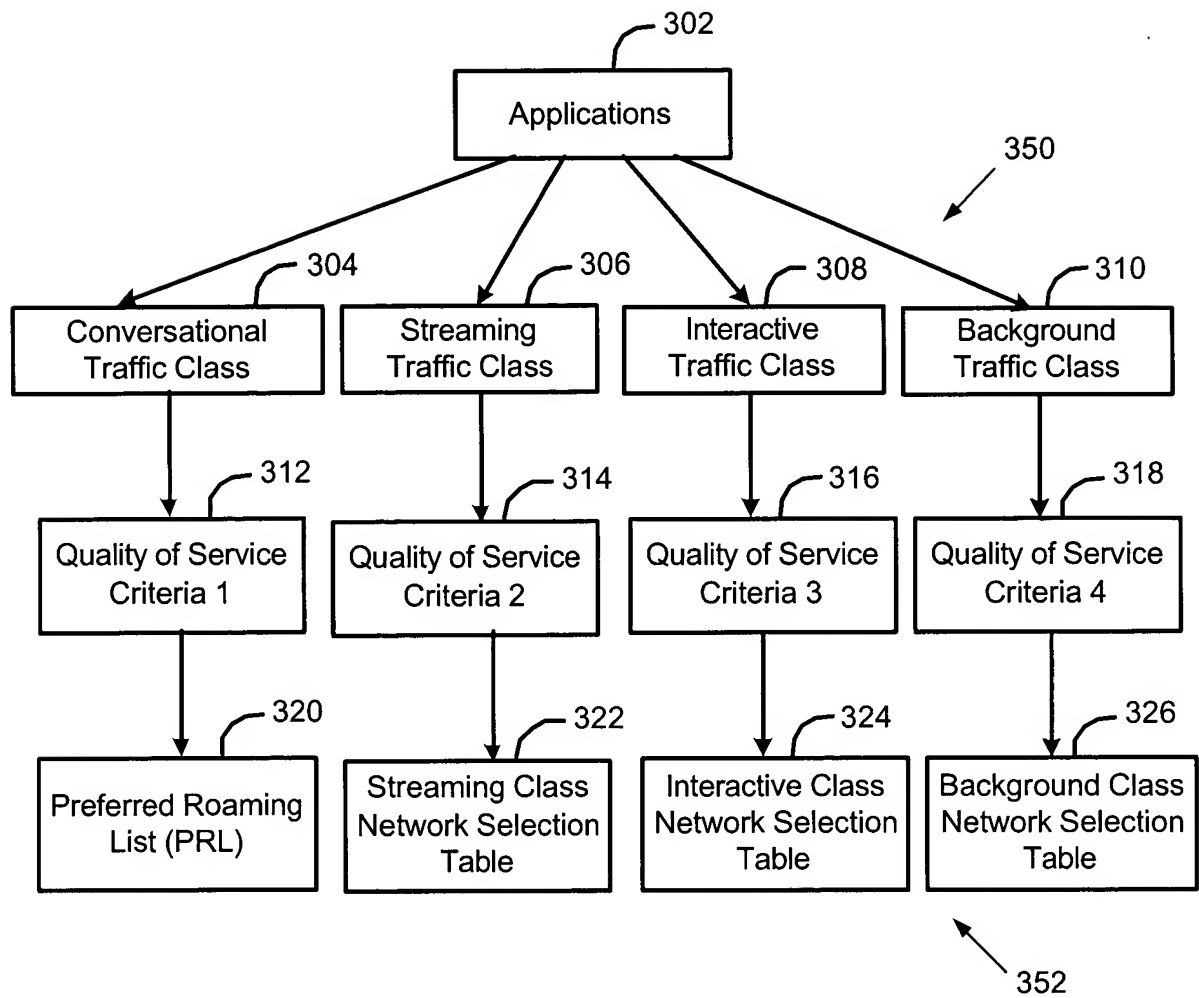 302
Applications
350
304
306
308
310
Conversational
Traffic Class
Streaming
Traffic Class
Interactive
Traffic Class
Background
Traffic Class
312
314
316
318
Quality of Service
Criteria 1
Quality of Service
Criteria 2
Quality of Service
Criteria 3
Quality of Service
Criteria 4
320
322
324
326
Preferred Roaming
List (PRL)
Streaming Class
Network Selection
Table
Interactive Class
Network Selection
Table
Background Class
Network Selection
Table
352